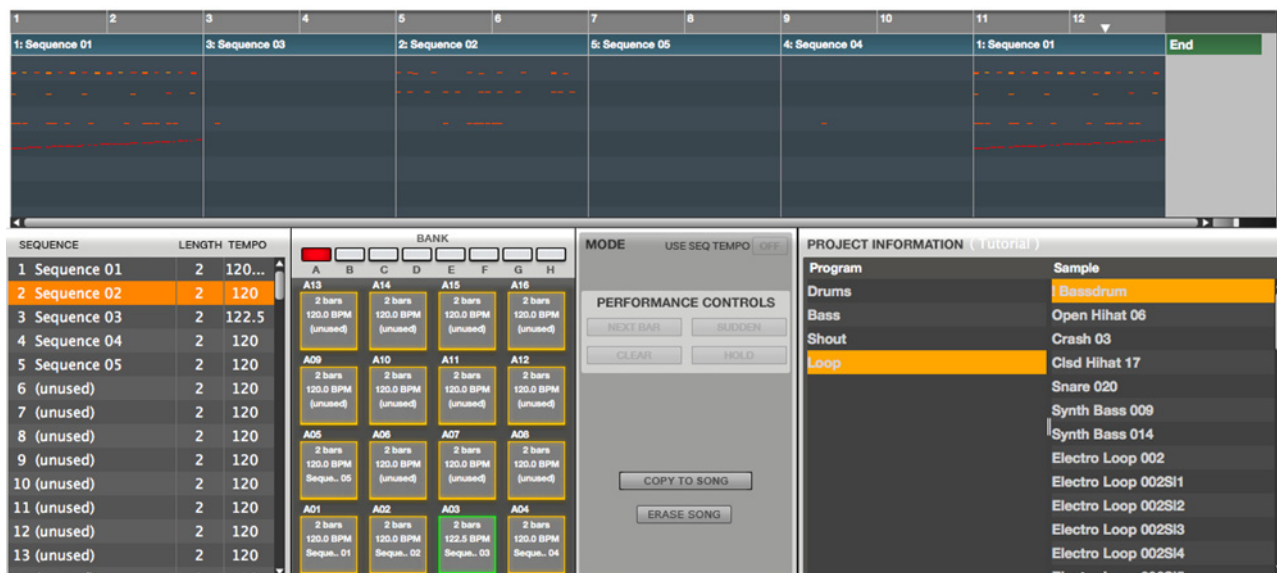 1 2 3 4 5 6 7 8 9 10 11 12
1: Sequence 01 3: Sequence 03 2: Sequence 02 5: Sequence 05 4: Sequence 04 1: Sequence 01 End
SEQUENCE LENGTH TEMPO
1 Sequence 01 2 120...
2 Sequence 02 2 120
3 Sequence 03 2 122.5
4 Sequence 04 2 120
5 Sequence 05 2 120
6 (unused) 2 120
7 (unused) 2 120
8 (unused) 2 120
9 (unused) 2 120
10 (unused) 2 120
11 (unused) 2 120
12 (unused) 2 120
13 (unused) 2 120
BANK
A B C D E F G H
A13 A14 A15 A16
2 bars 2 bars 2 bars 2 bars
120.0 BPM 120.0 BPM 120.0 BPM 120.0 BPM
(unused) (unused) (unused) (unused)
A09 A10 A11 A12
2 bars 2 bars 2 bars 2 bars
120.0 BPM 120.0 BPM 120.0 BPM 120.0 BPM
(unused) (unused) (unused) (unused)
A05 A06 A07 A08
2 bars 2 bars 2 bars 2 bars
120.0 BPM 120.0 BPM 120.0 BPM 120.0 BPM
Seque.. 05 (unused) (unused) (unused)
A01 A02 A03 A04
2 bars 2 bars 2 bars 2 bars
120.0 BPM 120.0 BPM 122.5 BPM 120.0 BPM
Seque.. 01 Seque.. 02 Seque.. 03 Seque.. 04
MODE USE SEQ TEMPO OFF
PERFORMANCE CONTROLS
NEXT BAR SUDDEN
CLEAR HOLD
COPY TO SONG
ERASE SONG
PROJECT INFORMATION ( Tutorial )
Program
Drums
Bass
Shout
Loop
Sample
Bassdrum
Open Hihat 06
Crash 03
Clsd Hihat 17
Snare 020
Synth Bass 009
Synth Bass 014
Electro Loop 002
Electro Loop 002Sl1
Electro Loop 002Sl2
Electro Loop 002Sl3
Electro Loop 002Sl4